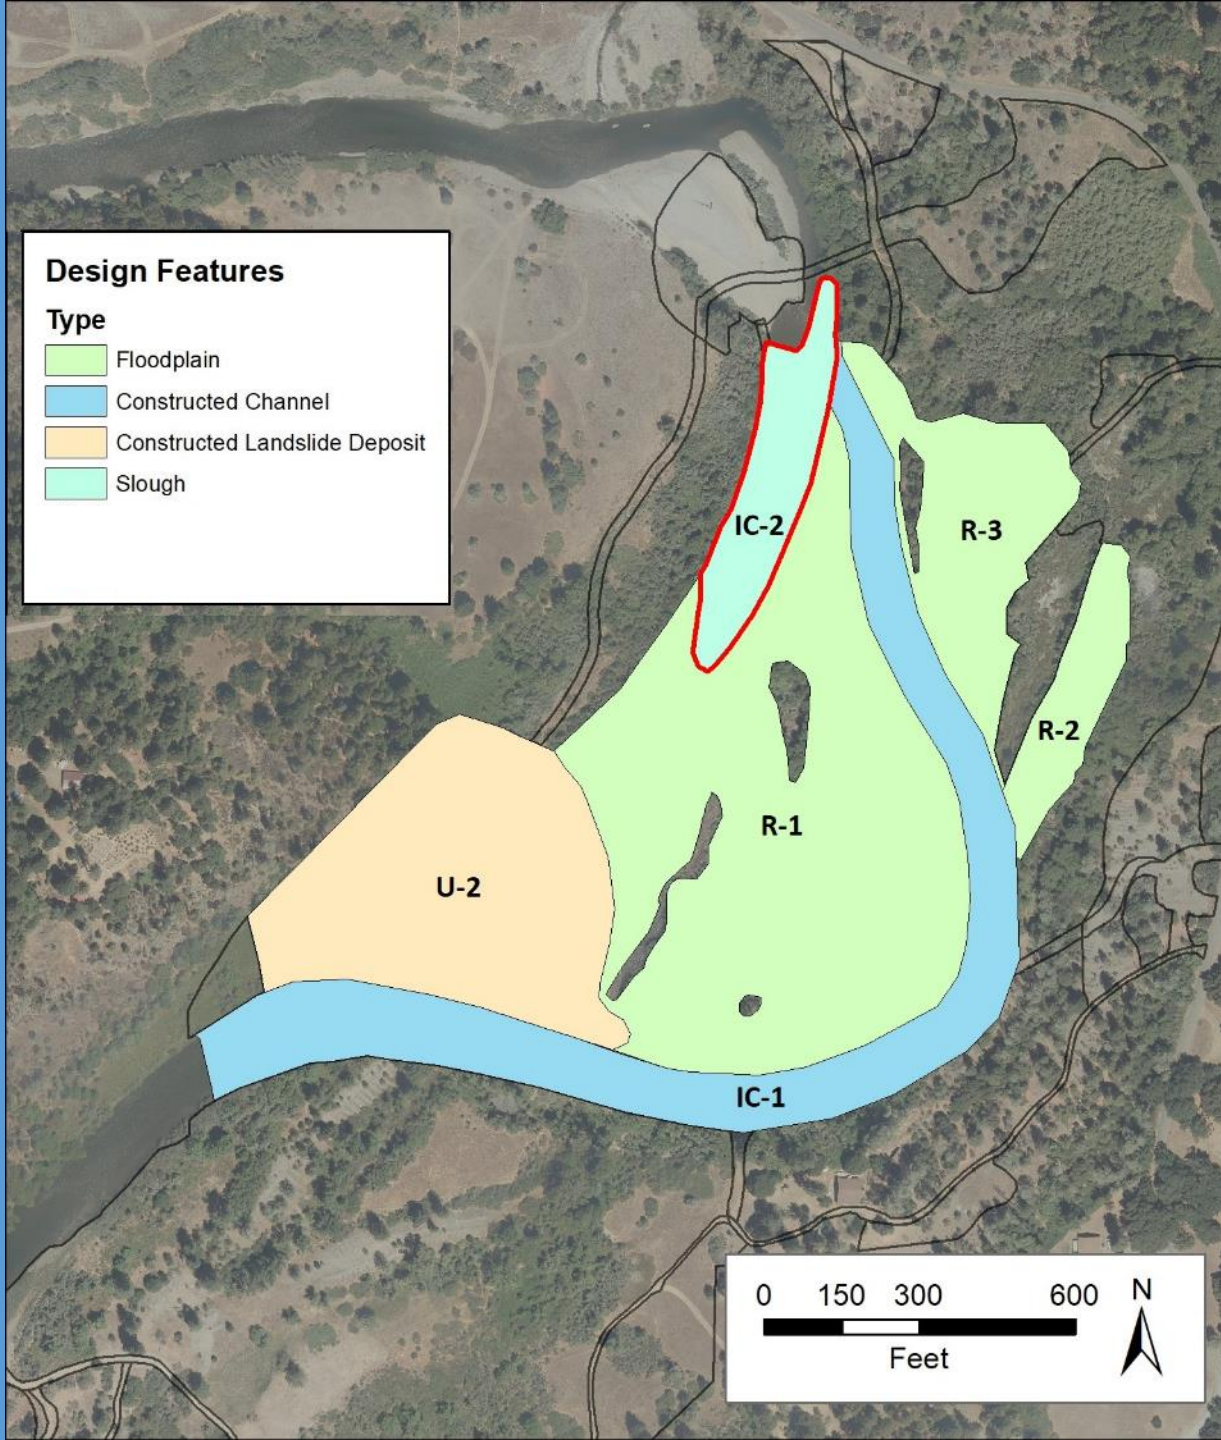 Design Features
Type
Floodplain
Constructed Channel
Constructed Landslide Deposit
Slough
IC-2
R-3
R-2
R-1
U-2
IC-1
0 150 300 600 N
Feet